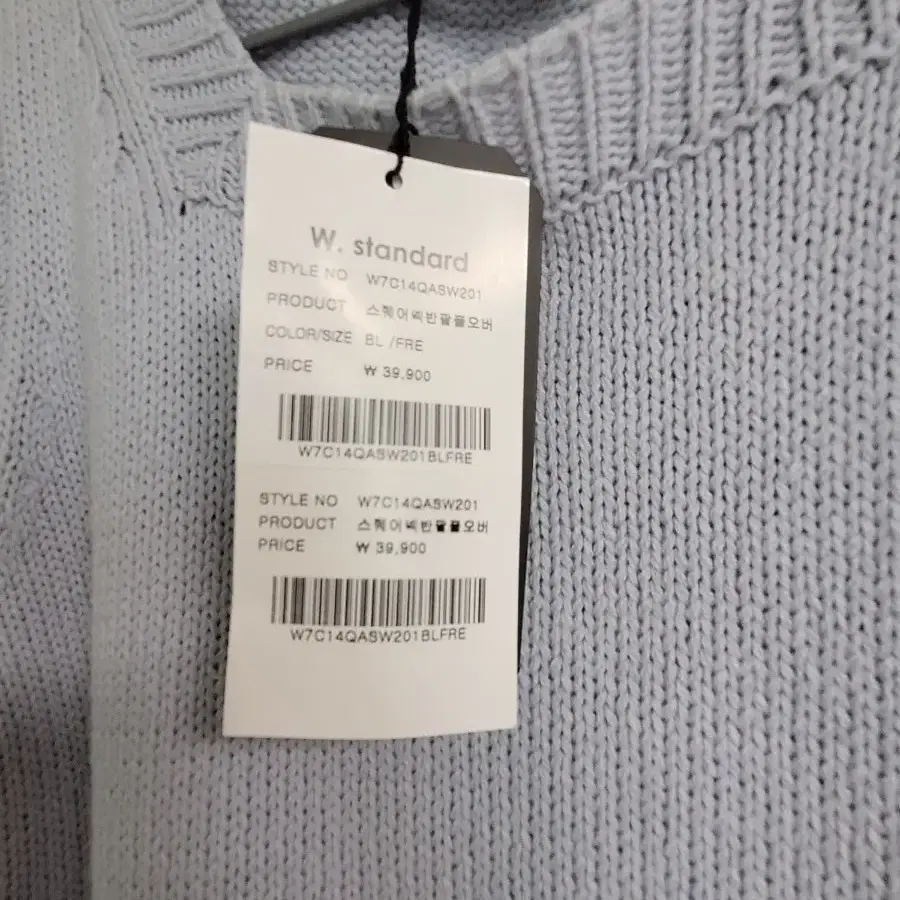 W. standard
STYLE NO W7C14QASW201
PRODUCT 스퀘어넥반팔풀오버
COLOR/SIZE BL /FRE
PRICE ₩ 39,900
W7C14QASW201BLFRE
STYLE NO W7C14QASW201
PRODUCT 스퀘어넥반팔풀오버
PRICE ₩ 39,900
W7C14QASW201BLFRE